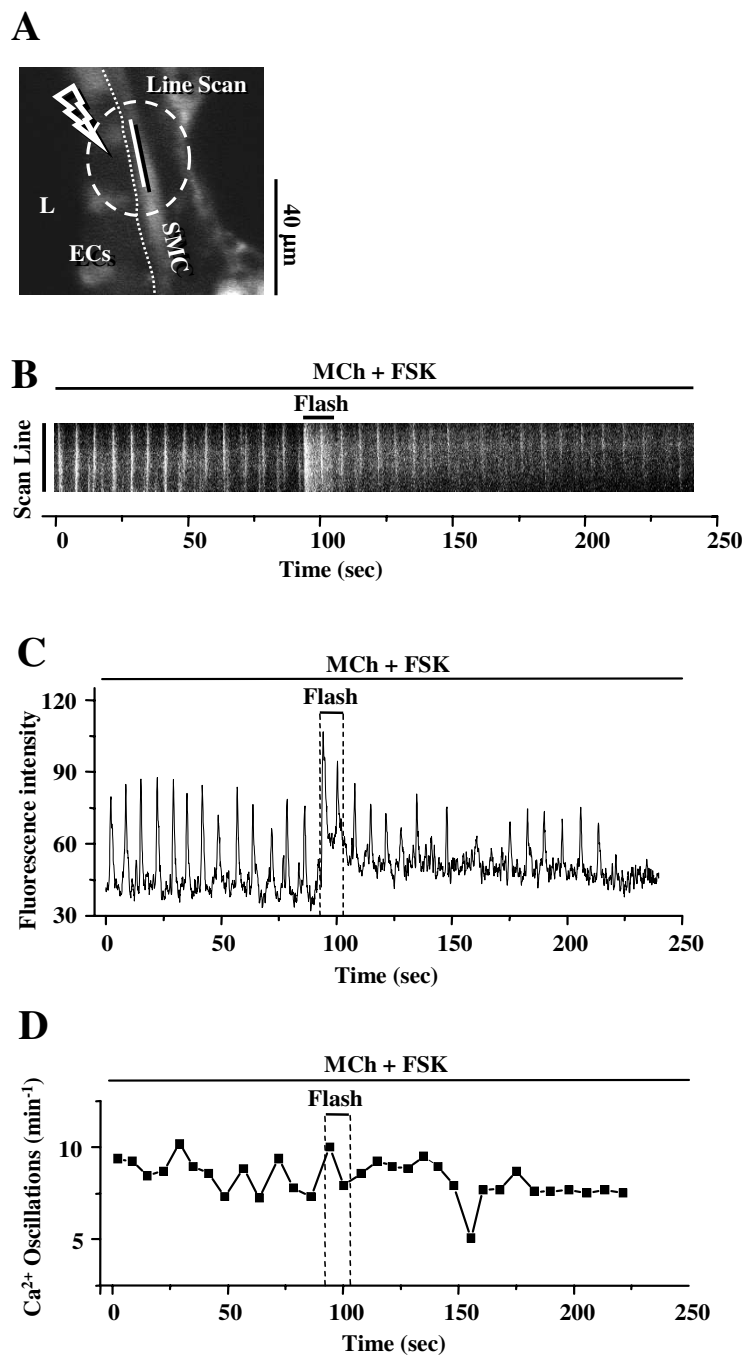 A
Line Scan
L
ECs
SMC
40 μm
B
MCh + FSK
Flash
Scan Line
0 50 100 150 200 250
Time (sec)
C
MCh + FSK
Flash
120
90
60
30
Fluorescence intensity
0 50 100 150 200 250
Time (sec)
D
MCh + FSK
Flash
10
5
Ca²⁺ Oscillations (min⁻¹)
0 50 100 150 200 250
Time (sec)